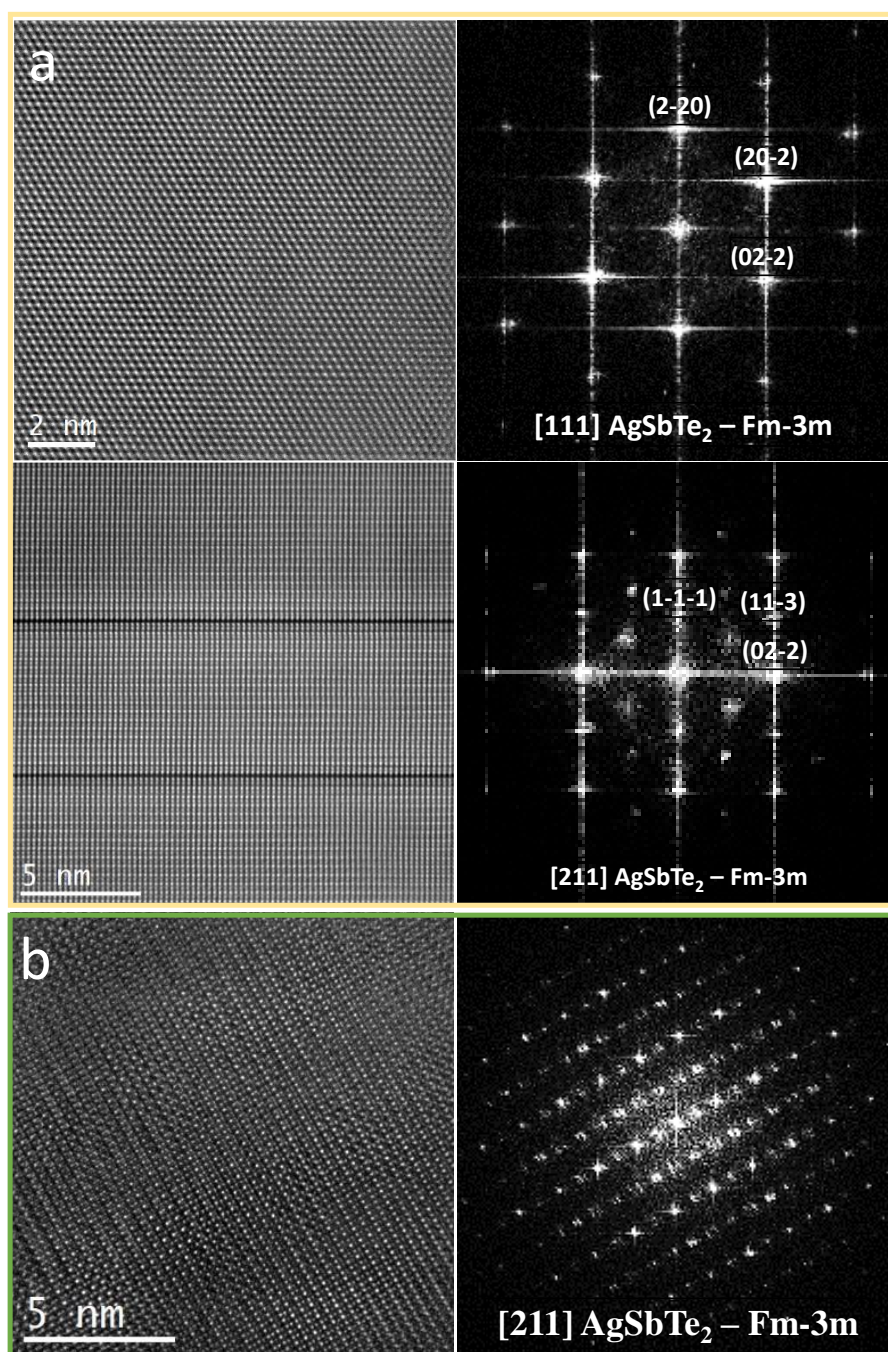 a
(2-20)
(20-2)
(02-2)
2 nm
[111] AgSbTe₂ – Fm-3m
(1-1-1)
(11-3)
(02-2)
5 nm
[211] AgSbTe₂ – Fm-3m
b
5 nm
[211] AgSbTe₂ – Fm-3m